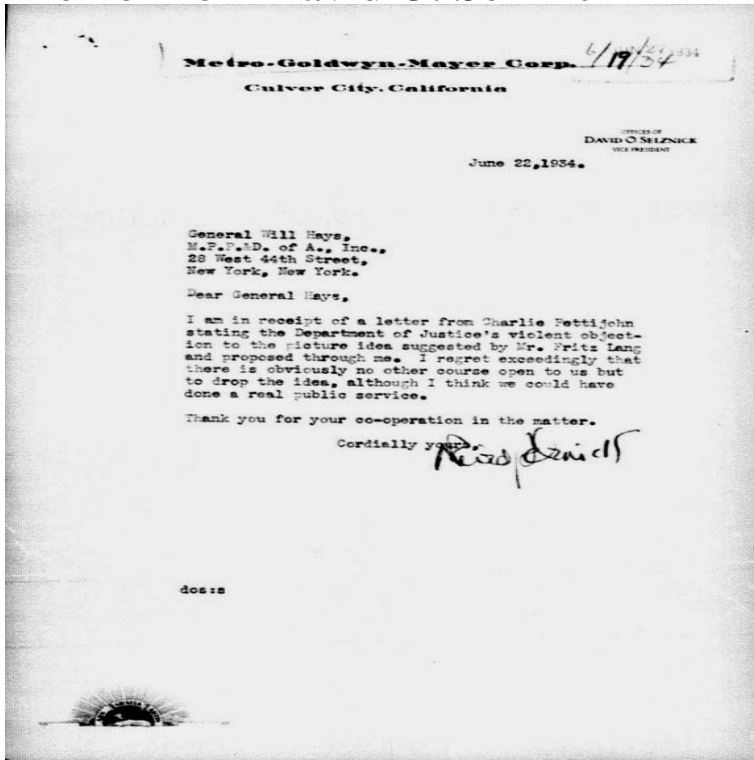 Metro-Goldwyn-Mayer Corp.
6/19/34
Culver City, California
OFFICES OF
DAVID O. SELZNICK
VICE PRESIDENT
June 22,1934.
General Will Hays,
M.P.P.&D. of A., Inc.,
28 West 44th Street,
New York, New York.
Dear General Hays,
I am in receipt of a letter from Charlie Pettijohn
stating the Department of Justice's violent object-
ion to the picture idea suggested by Mr. Fritz Lang
and proposed through me.  I regret exceedingly that
there is obviously no other course open to us but
to drop the idea, although I think we could have
done a real public service.
Thank you for your co-operation in the matter.
Cordially yours,
dos:s